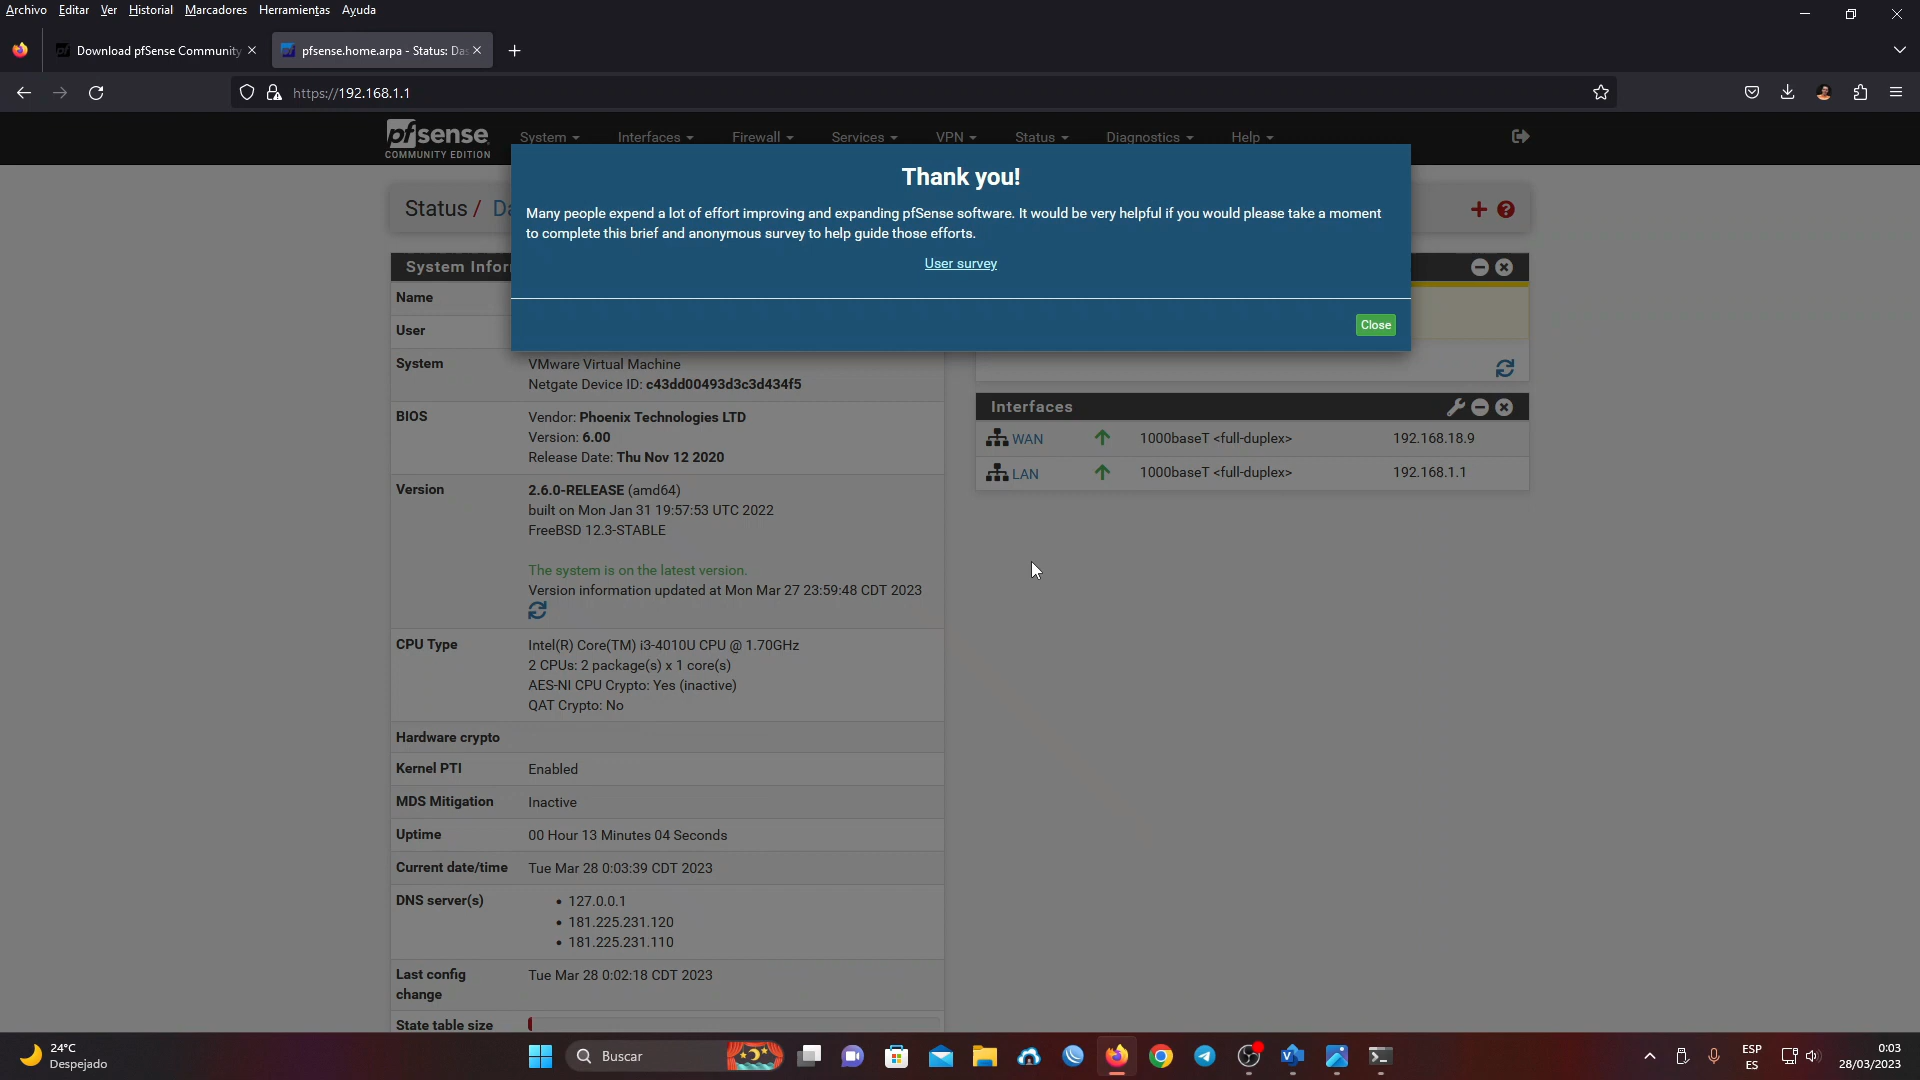 Archivo Editar Ver Historial Marcadores Herramientas Ayuda
Download pfSense Community
pfsense.home.arpa - Status: Das
https://192.168.1.1
pfsense
COMMUNITY EDITION
System Interfaces Firewall Services VPN Status Diagnostics Help
Thank you!
Many people expend a lot of effort improving and expanding pfSense software. It would be very helpful if you would please take a moment
to complete this brief and anonymous survey to help guide those efforts.
User survey
Close
Status /
System Infor
Name
User
System
VMware Virtual Machine
Netgate Device ID: c43dd00493d3c3d434f5
BIOS
Vendor: Phoenix Technologies LTD
Version: 6.00
Release Date: Thu Nov 12 2020
Version
2.6.0-RELEASE (amd64)
built on Mon Jan 31 19:57:53 UTC 2022
FreeBSD 12.3-STABLE
The system is on the latest version.
Version information updated at Mon Mar 27 23:59:48 CDT 2023
CPU Type
Intel(R) Core(TM) i3-4010U CPU @ 1.70GHz
2 CPUs: 2 package(s) x 1 core(s)
AES-NI CPU Crypto: Yes (inactive)
QAT Crypto: No
Hardware crypto
Kernel PTI
Enabled
MDS Mitigation
Inactive
Uptime
00 Hour 13 Minutes 04 Seconds
Current date/time
Tue Mar 28 0:03:39 CDT 2023
DNS server(s)
127.0.0.1
181.225.231.120
181.225.231.110
Last config
change
Tue Mar 28 0:02:18 CDT 2023
State table size
Interfaces
WAN 1000baseT <full-duplex> 192.168.18.9
LAN 1000baseT <full-duplex> 192.168.1.1
24°C
Despejado
Buscar
ESP
ES
0:03
28/03/2023